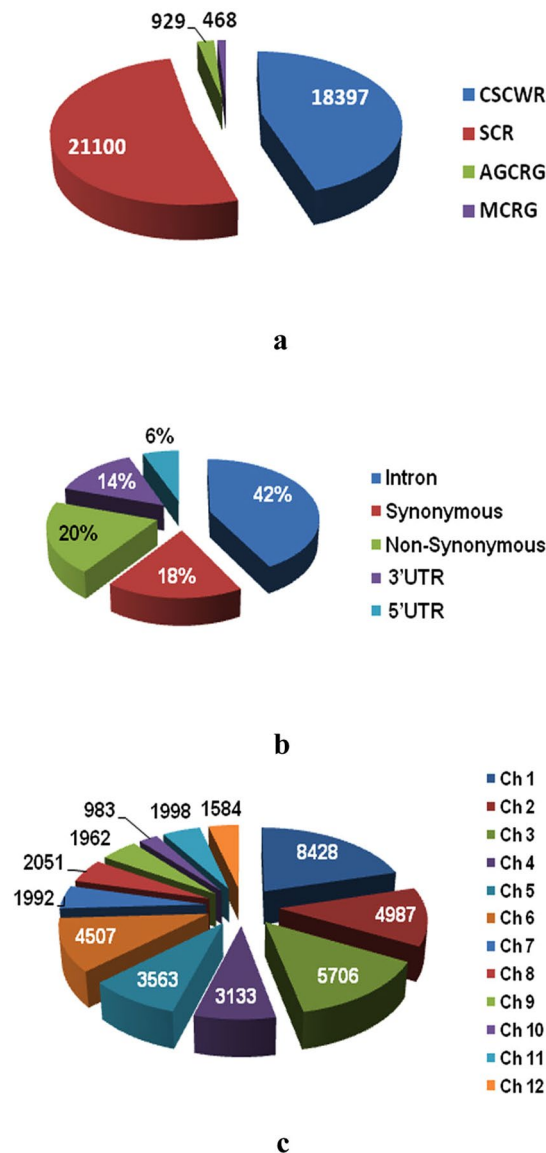 929 468
18397
21100
CSCWR
SCR
AGCRG
MCRG
a
6%
14%
42%
20%
18%
Intron
Synonymous
Non-Synonymous
3'UTR
5'UTR
b
983 1998 1584
1962
2051
1992
8428
4987
4507
5706
3563
3133
Ch 1
Ch 2
Ch 3
Ch 4
Ch 5
Ch 6
Ch 7
Ch 8
Ch 9
Ch 10
Ch 11
Ch 12
c